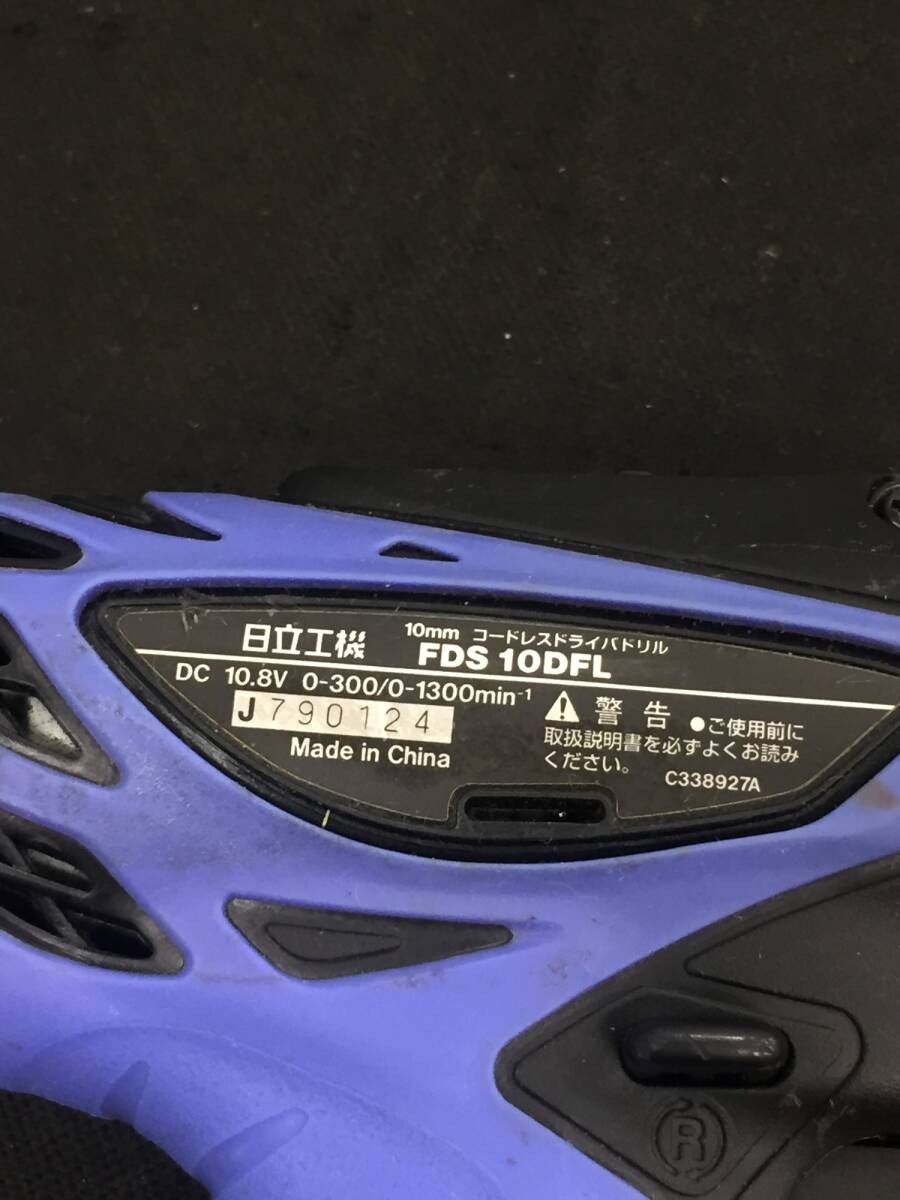 日立工機
10mm コードレスドライバドリル
FDS 10DFL
DC 10.8V 0-300/0-1300min⁻¹
J790124
Made in China
警告 ●ご使用前に
取扱説明書を必ずよくお読み
ください。
C338927A
R